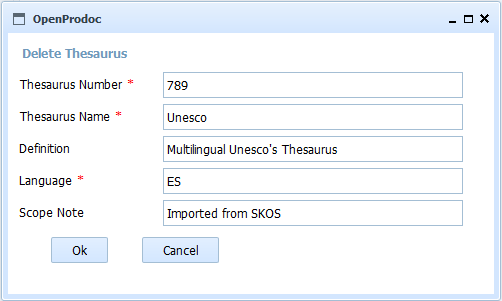 OpenProdoc
Delete Thesaurus
Thesaurus Number * 789
Thesaurus Name * Unesco
Definition Multilingual Unesco's Thesaurus
Language * ES
Scope Note Imported from SKOS
Ok Cancel